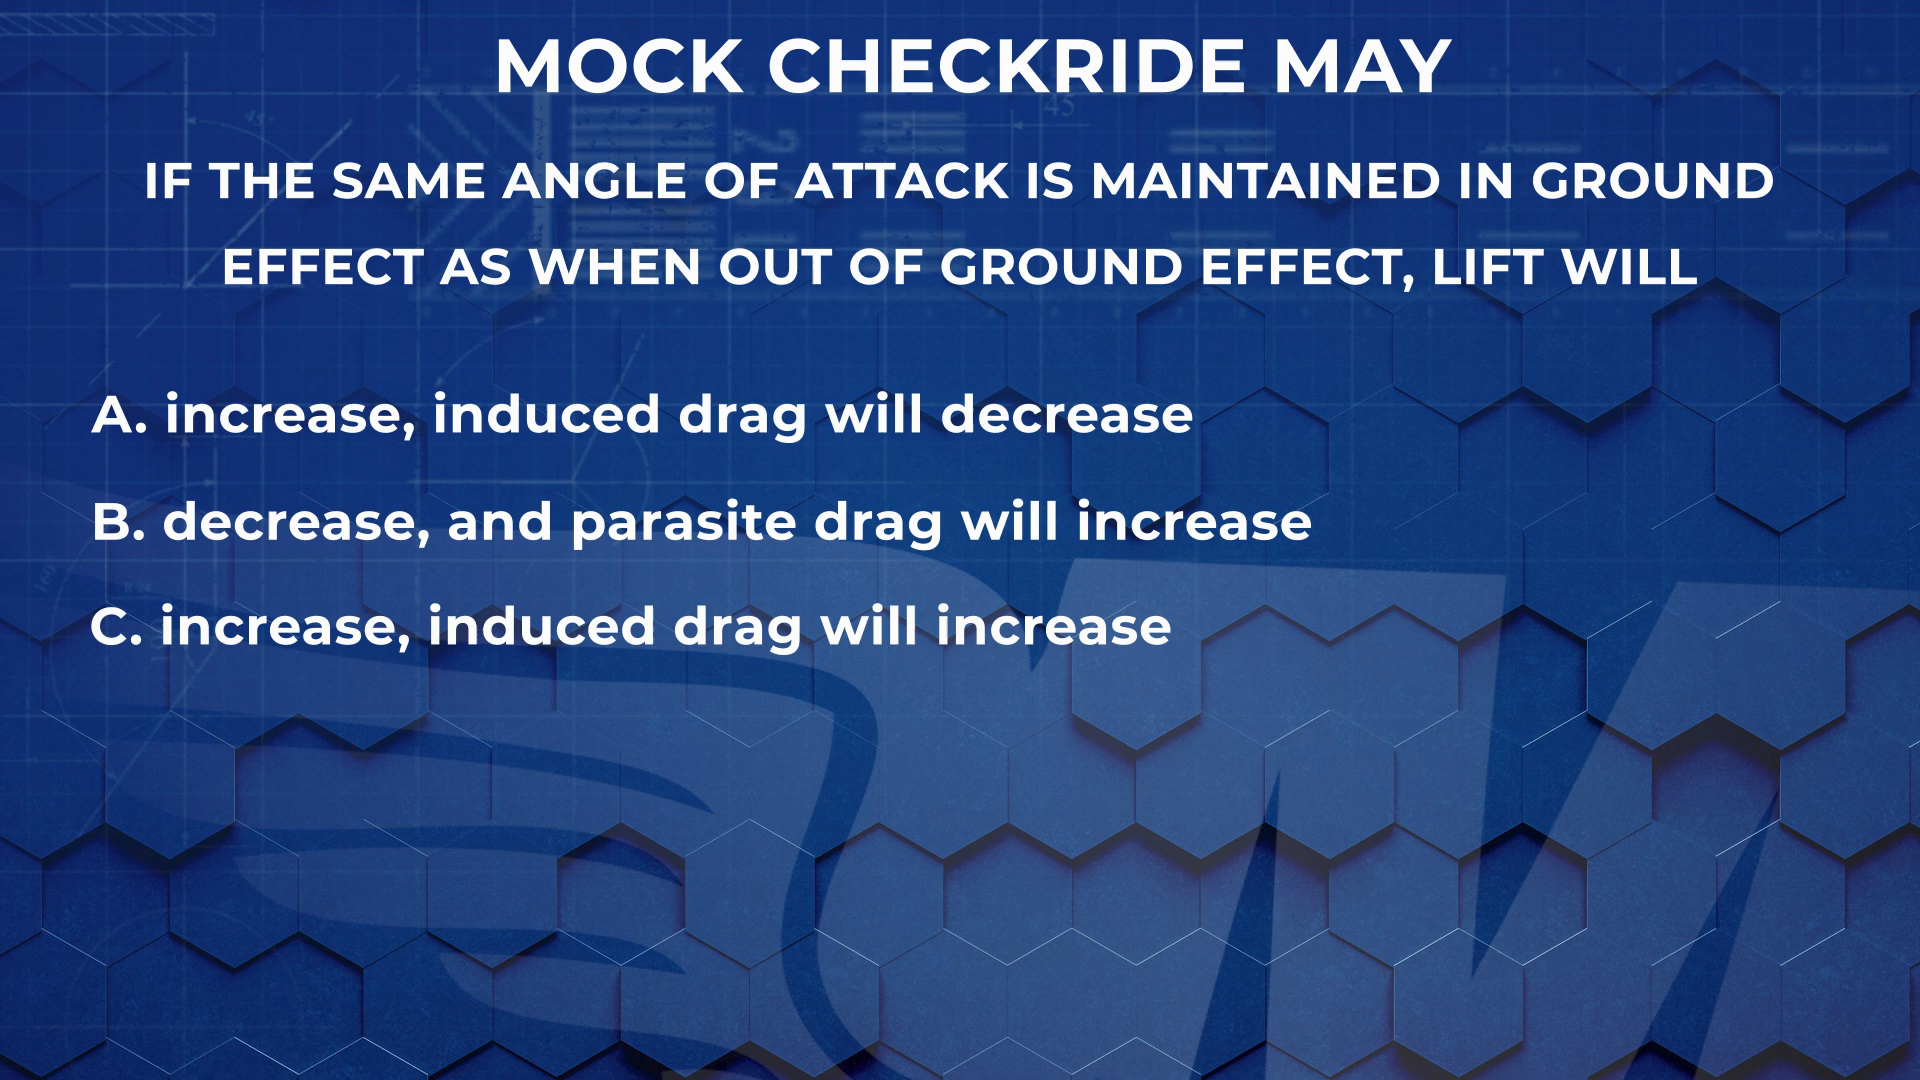 MOCK CHECKRIDE MAY
IF THE SAME ANGLE OF ATTACK IS MAINTAINED IN GROUND
EFFECT AS WHEN OUT OF GROUND EFFECT, LIFT WILL
A. increase, induced drag will decrease
B. decrease, and parasite drag will increase
C. increase, induced drag will increase